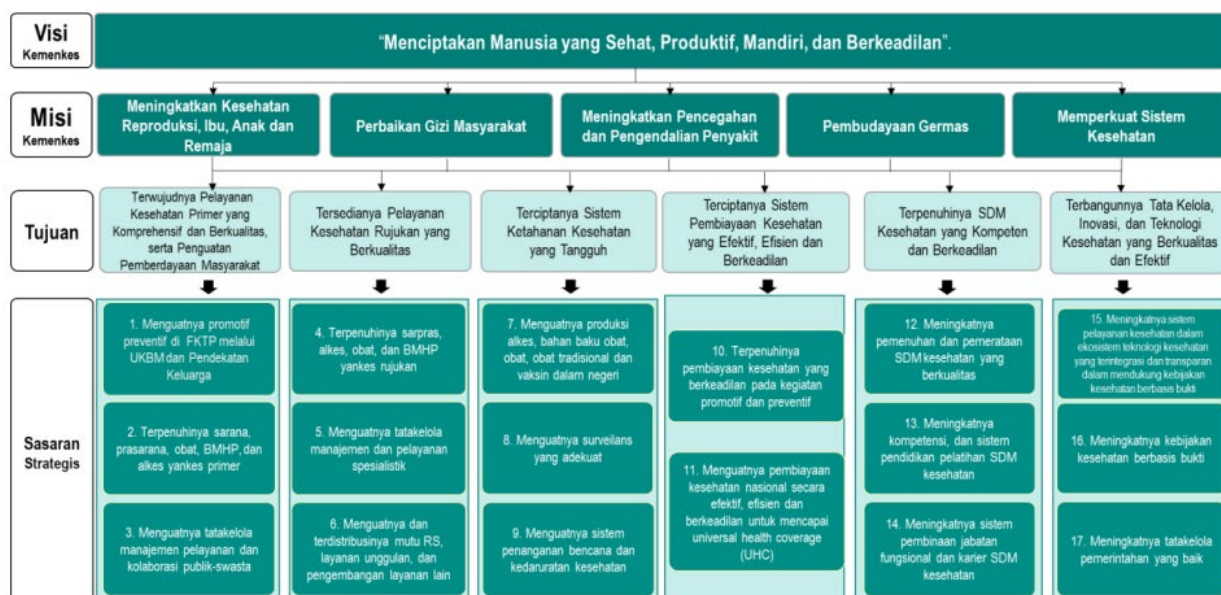 Visi
Kemenkes
“Menciptakan Manusia yang Sehat, Produktif, Mandiri, dan Berkeadilan”.
Misi
Kemenkes
Meningkatkan Kesehatan
Reproduksi, Ibu, Anak dan
Remaja
Perbaikan Gizi Masyarakat
Meningkatkan Pencegahan
dan Pengendalian Penyakit
Pembudayaan Germas
Memperkuat Sistem
Kesehatan
Tujuan
Terwujudnya Pelayanan
Kesehatan Primer yang
Komprehensif dan Berkualitas,
serta Penguatan
Pemberdayaan Masyarakat
Tersedianya Pelayanan
Kesehatan Rujukan yang
Berkualitas
Terciptanya Sistem
Ketahanan Kesehatan
yang Tangguh
Terciptanya Sistem
Pembiayaan Kesehatan
yang Efektif, Efisien dan
Berkeadilan
Terpenuhinya SDM
Kesehatan yang Kompeten
dan Berkeadilan
Terbangunnya Tata Kelola,
Inovasi, dan Teknologi
Kesehatan yang Berkualitas
dan Efektif
Sasaran
Strategis
1. Menguatnya promotif
preventif di FKTP melalui
UKBM dan Pendekatan
Keluarga
2. Terpenuhinya sarana,
prasarana, obat, BMHP, dan
alkes yankes primer
3. Menguatnya tatakelola
manajemen pelayanan dan
kolaborasi publik-swasta
4. Terpenuhinya sarpras,
alkes, obat, dan BMHP
yankes rujukan
5. Menguatnya tatakelola
manajemen dan pelayanan
spesialistik
6. Menguatnya dan
terdistribusinya mutu RS,
layanan unggulan, dan
pengembangan layanan lain
7. Menguatnya produksi
alkes, bahan baku obat,
obat, obat tradisional dan
vaksin dalam negeri
8. Menguatnya surveilans
yang adekuat
9. Menguatnya sistem
penanganan bencana dan
kedaruratan kesehatan
10. Terpenuhinya
pembiayaan kesehatan yang
berkeadilan pada kegiatan
promotif dan preventif
11. Menguatnya pembiayaan
kesehatan nasional secara
efektif, efisien dan
berkeadilan untuk mencapai
universal health coverage
(UHC)
12. Meningkatnya
pemenuhan dan pemerataan
SDM kesehatan yang
berkualitas
13. Meningkatnya
kompetensi, dan sistem
pendidikan pelatihan SDM
kesehatan
14. Meningkatnya sistem
pembinaan jabatan
fungsional dan karier SDM
kesehatan
15. Meningkatnya sistem
pelayanan kesehatan dalam
ekosistem teknologi kesehatan
yang terintegrasi dan transparan
dalam mendukung kebijakan
kesehatan berbasis bukti
16. Meningkatnya kebijakan
kesehatan berbasis bukti
17. Meningkatnya tatakelola
pemerintahan yang baik